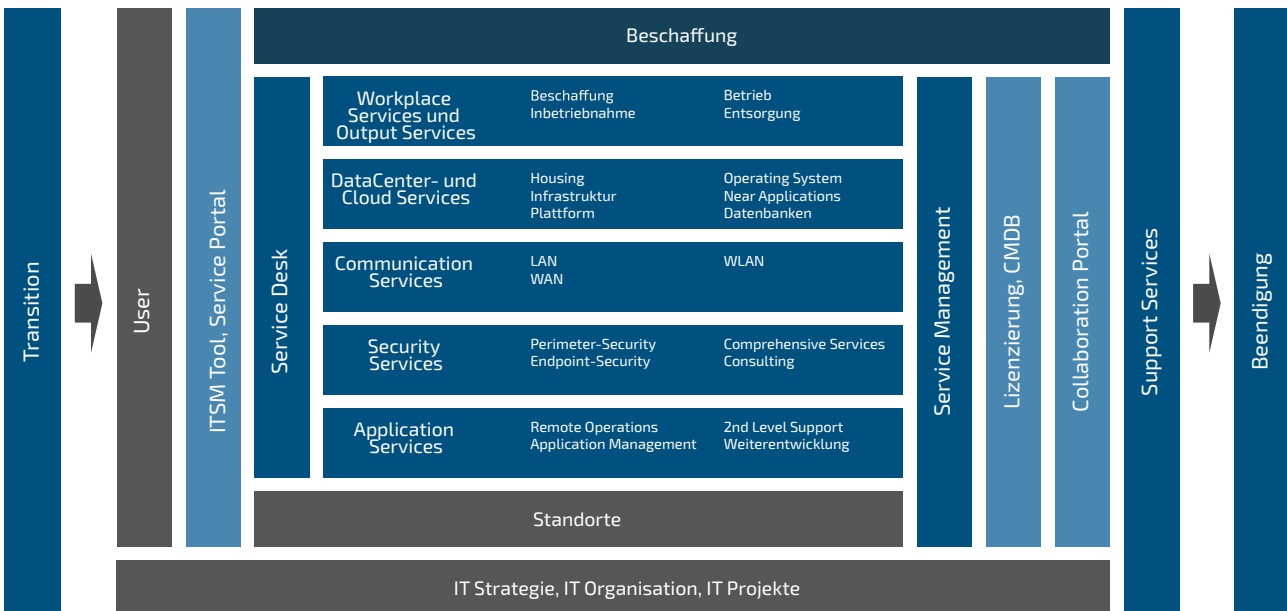 Transition
User
ITSM Tool, Service Portal
Beschaffung
Service Desk
Workplace
Services und
Output Services
Beschaffung
Inbetriebnahme
Betrieb
Entsorgung
DataCenter- und
Cloud Services
Housing
Infrastruktur
Plattform
Operating System
Near Applications
Datenbanken
Communication
Services
LAN
WAN
WLAN
Security
Services
Perimeter-Security
Endpoint-Security
Comprehensive Services
Consulting
Application
Services
Remote Operations
Application Management
2nd Level Support
Weiterentwicklung
Standorte
Service Management
Lizenzierung, CMDB
Collaboration Portal
Support Services
Beendigung
IT Strategie, IT Organisation, IT Projekte